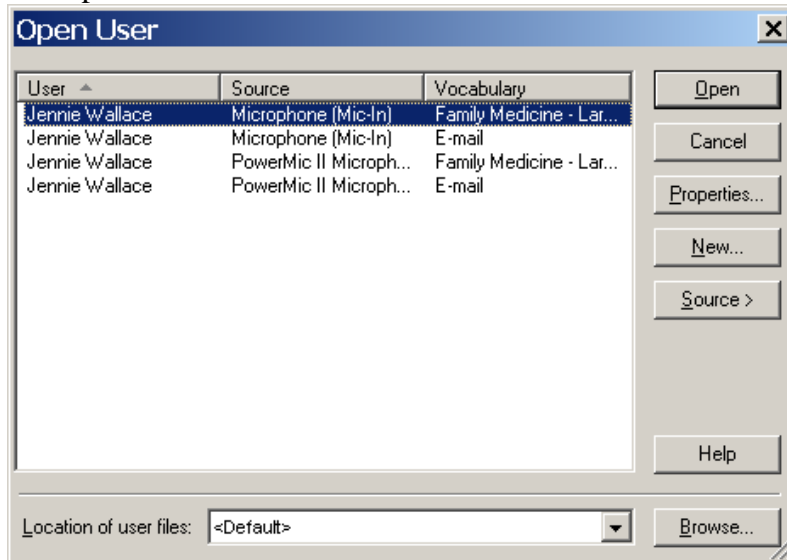 Open User
User Source Vocabulary Open
Jennie Wallace Microphone (Mic-In) Family Medicine - Lar...
Jennie Wallace Microphone (Mic-In) E-mail Cancel
Jennie Wallace PowerMic II Microph... Family Medicine - Lar...
Jennie Wallace PowerMic II Microph... E-mail Properties...
New...
Source >
Help
Location of user files: <Default> Browse...